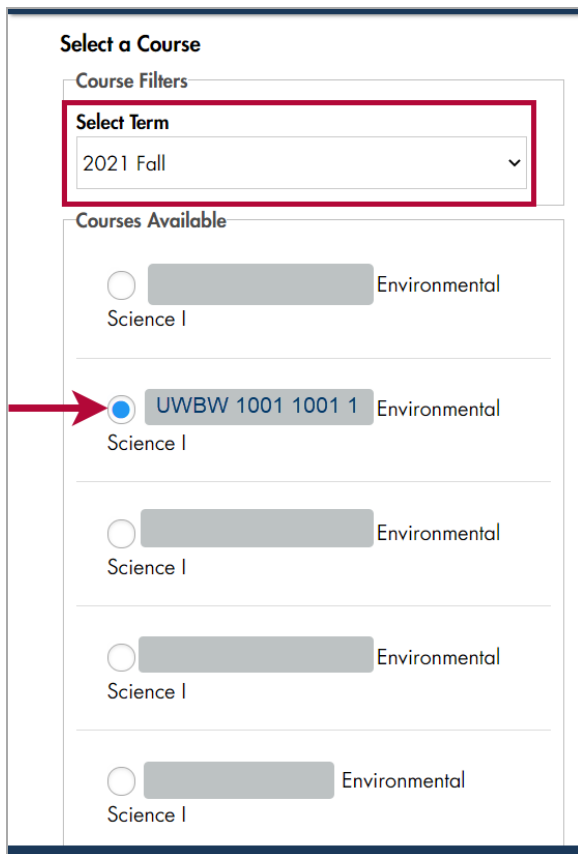 Select a Course
Course Filters
Select Term
2021 Fall
Courses Available
Environmental
Science I
UWBW 1001 1001 1 Environmental
Science I
Environmental
Science I
Environmental
Science I
Environmental
Science I